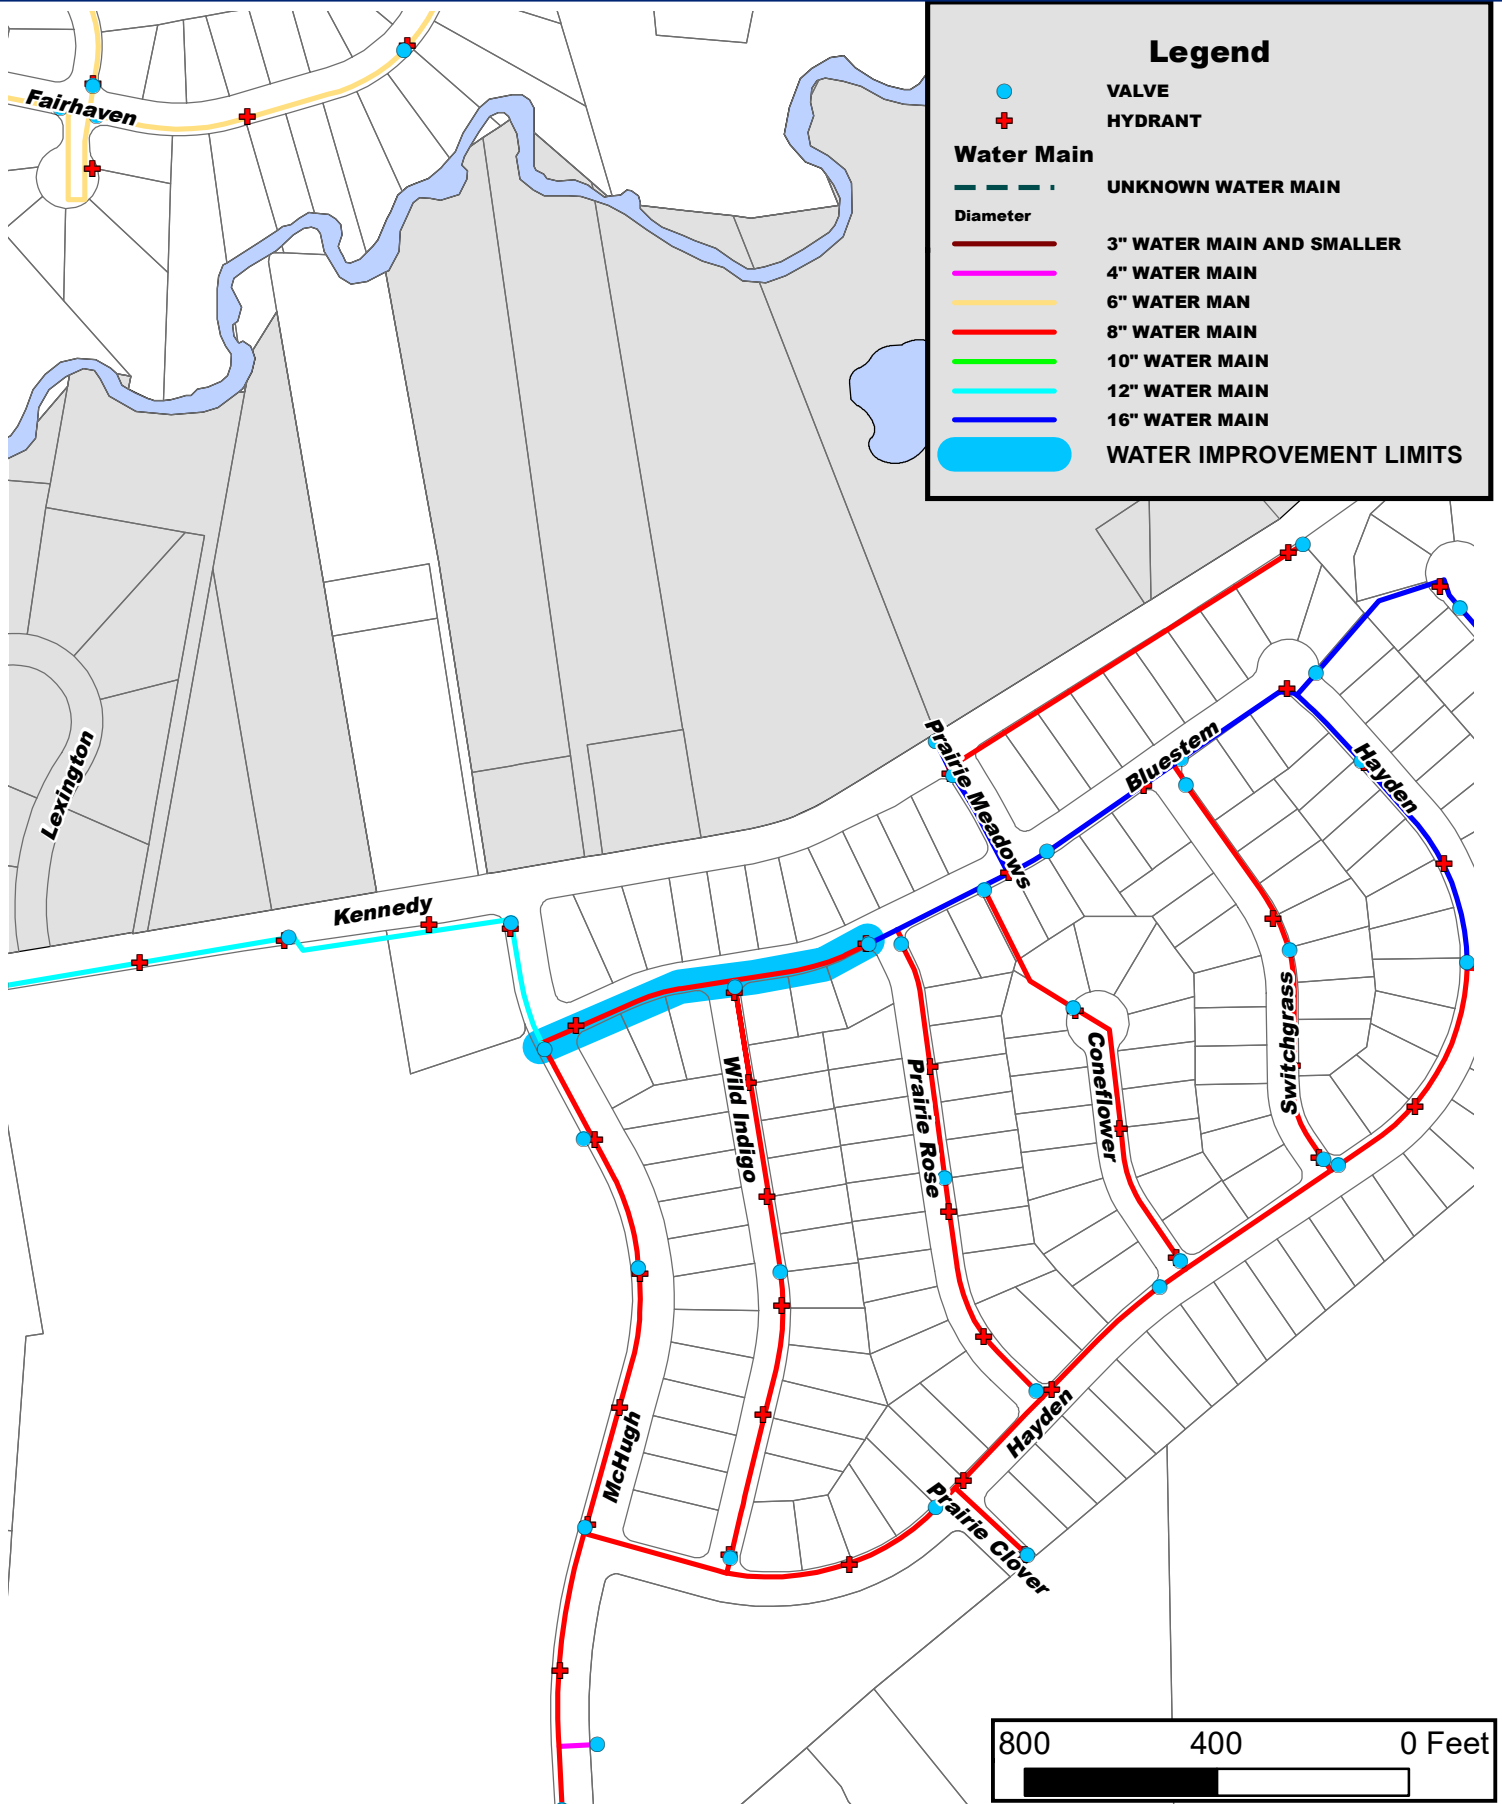 Legend
VALVE
HYDRANT
Water Main
UNKNOWN WATER MAIN
Diameter
3" WATER MAIN AND SMALLER
4" WATER MAIN
6" WATER MAN
8" WATER MAIN
10" WATER MAIN
12" WATER MAIN
16" WATER MAIN
WATER IMPROVEMENT LIMITS
Fairhaven
Lexington
Kennedy
Prairie Meadows
Bluestem
Hayden
Wild Indigo
Prairie Rose
Coneflower
Switchgrass
McHugh
Hayden
Prairie Clover
800 400 0 Feet